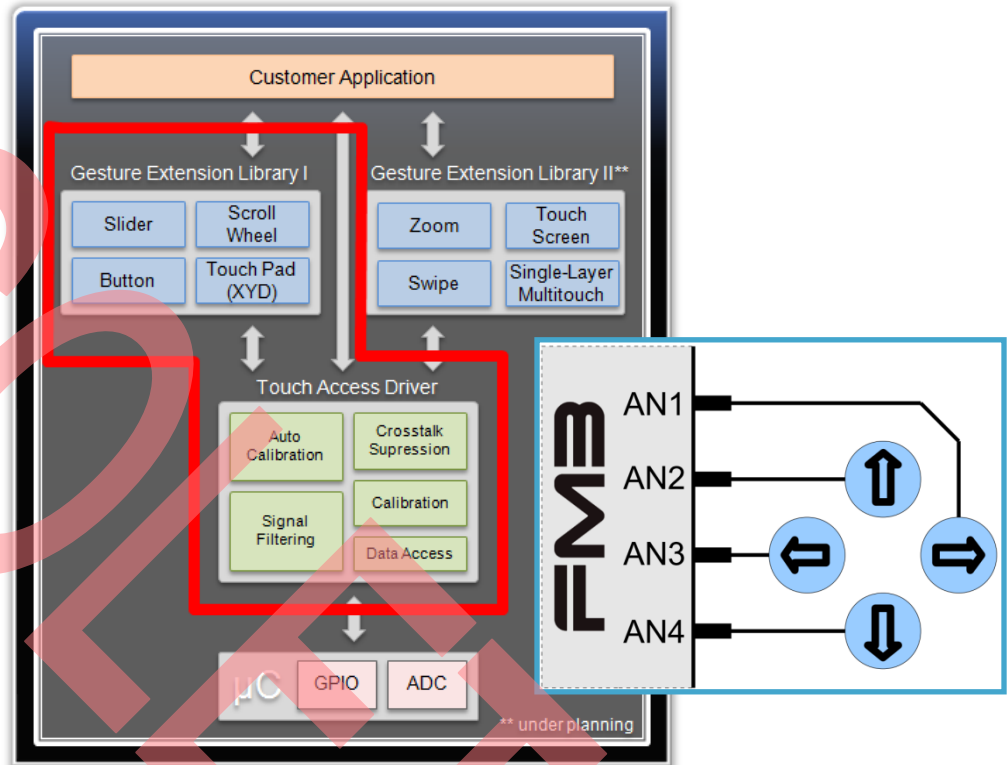 Customer Application
Gesture Extension Library I
Slider
Scroll
Wheel
Button
Touch Pad
(XYD)
Gesture Extension Library II**
Zoom
Touch
Screen
Swipe
Single-Layer
Multitouch
Touch Access Driver
Auto
Calibration
Crosstalk
Supression
Signal
Filtering
Calibration
Data Access
µC
GPIO
ADC
** under planning
FM3
AN1
AN2
AN3
AN4